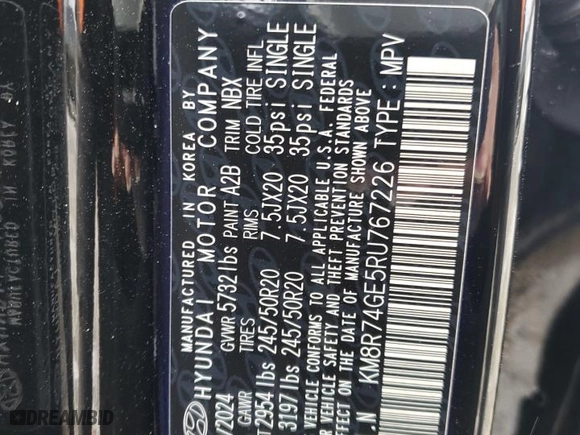 MANUFACTURED IN KOREA BY
HYUNDAI MOTOR COMPANY
/2024 GVWR 5732 lbs PAINT A2B TRIM NBX
GAWR TIRES RIMS COLD TIRE INFL
T 2954 lbs 245/50R20 7.5JX20 35psi SINGLE
3197 lbs 245/50R20 7.5JX20 35psi SINGLE
VEHICLE CONFORMS TO ALL APPLICABLE U.S.A. FEDERAL
VEHICLE SAFETY AND THEFT PREVENTION STANDARDS
EFFECT ON THE DATE OF MANUFACTURE SHOWN ABOVE
.N KM8R74GE5RU767226 TYPE : MPV
DREAMBID